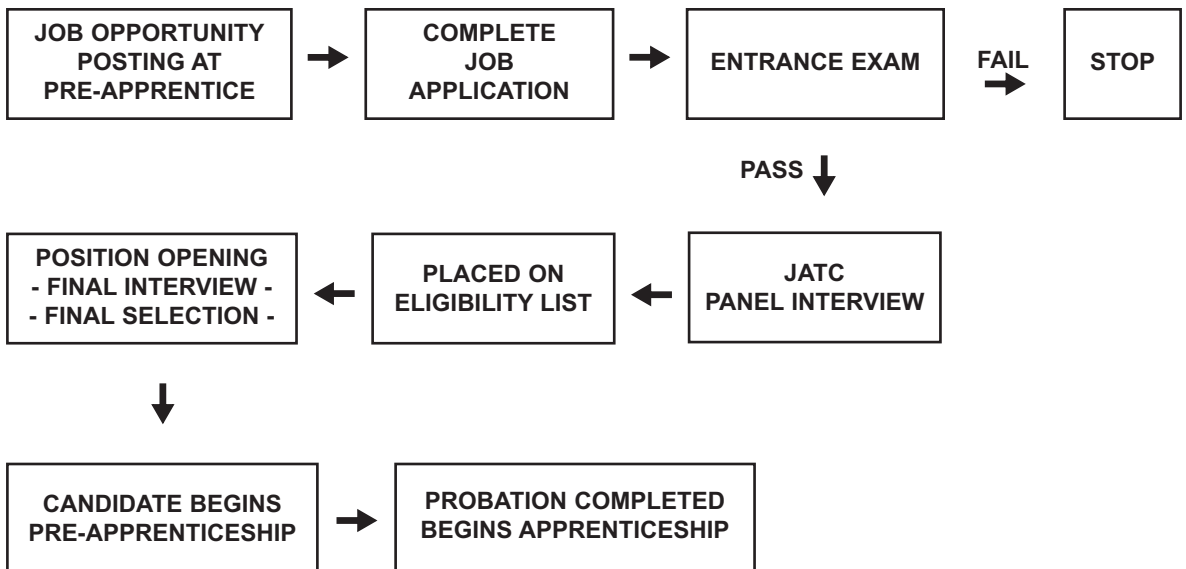 JOB OPPORTUNITY
POSTING AT
PRE-APPRENTICE
COMPLETE
JOB
APPLICATION
ENTRANCE EXAM
FAIL
STOP
PASS
POSITION OPENING
- FINAL INTERVIEW -
- FINAL SELECTION -
PLACED ON
ELIGIBILITY LIST
JATC
PANEL INTERVIEW
CANDIDATE BEGINS
PRE-APPRENTICESHIP
PROBATION COMPLETED
BEGINS APPRENTICESHIP